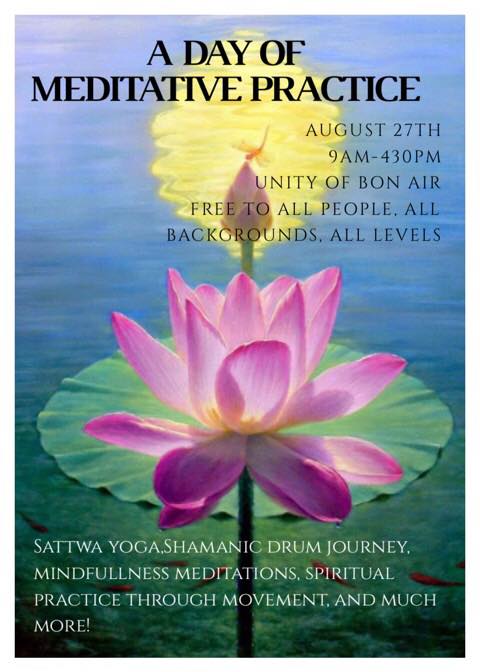 A DAY OF
MEDITATIVE PRACTICE
AUGUST 27TH
9AM-430PM
UNITY OF BON AIR
FREE TO ALL PEOPLE, ALL
BACKGROUNDS, ALL LEVELS
Sattwa yoga,Shamanic drum journey,
mindfullness meditations, spiritual
practice through movement, and much
more!